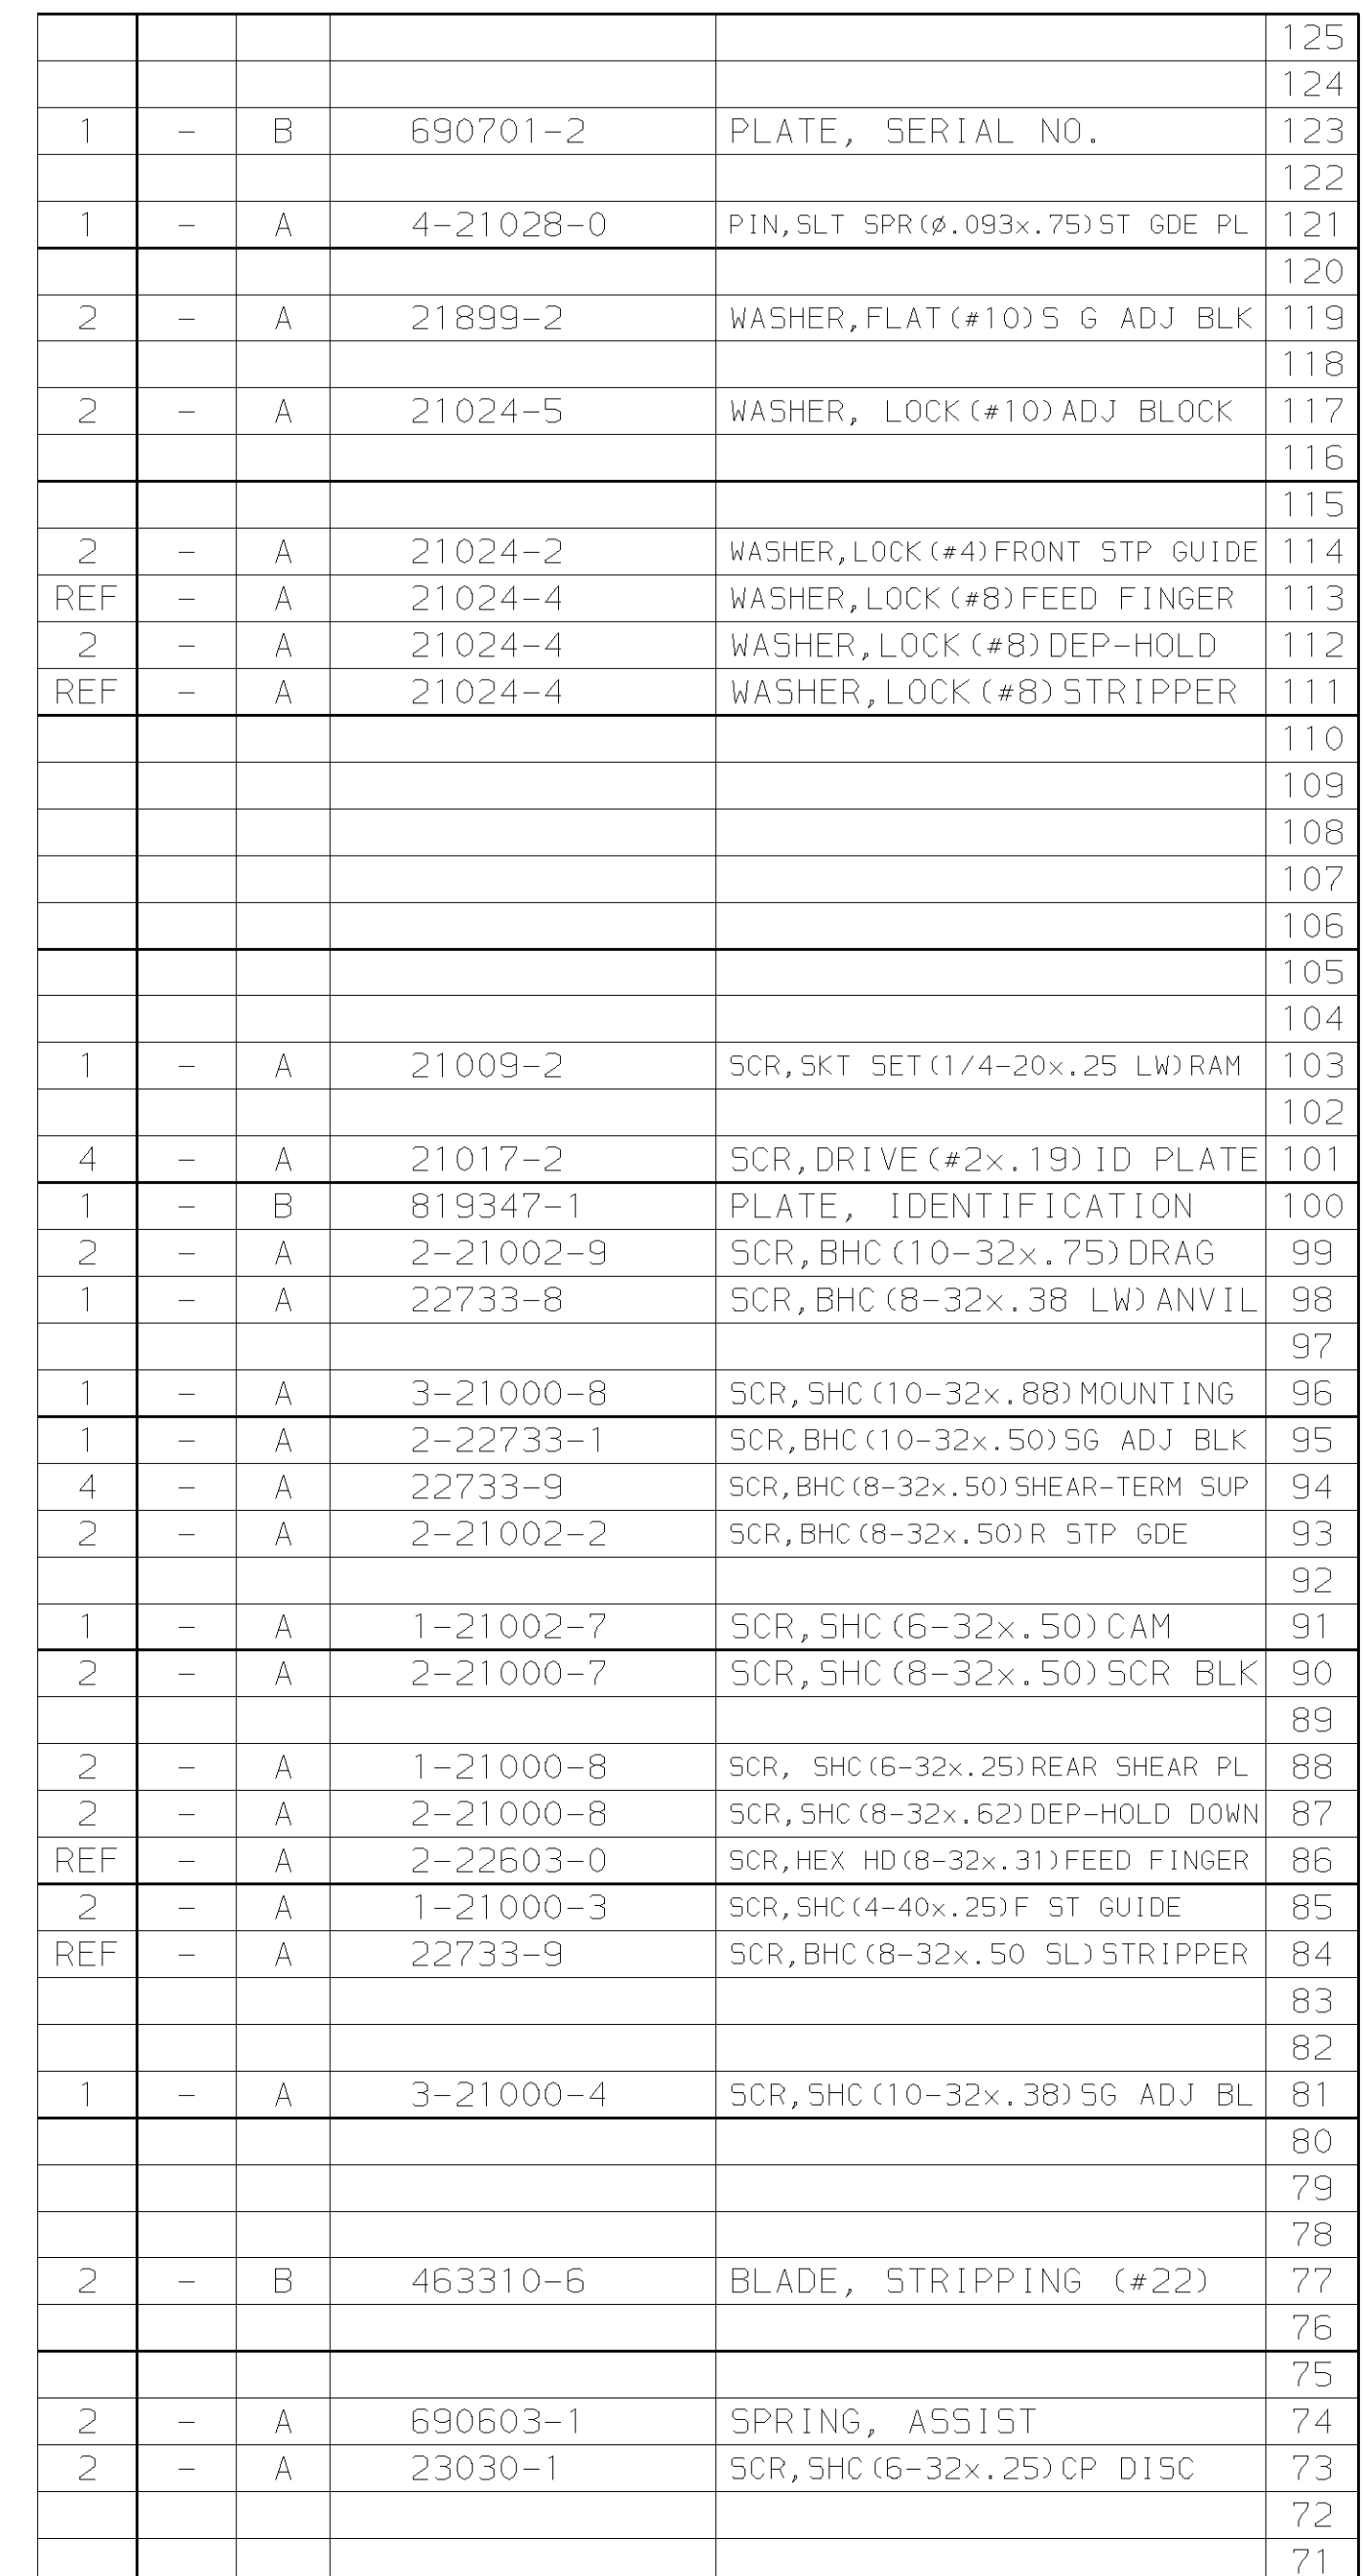 125
124
1 - B 690701-2 PLATE, SERIAL NO. 123
122
1 - A 4-21028-0 PIN,SLT SPR(ø.093x.75)ST GDE PL 121
120
2 - A 21899-2 WASHER,FLAT(#10)S G ADJ BLK 119
118
2 - A 21024-5 WASHER, LOCK(#10)ADJ BLOCK 117
116
115
2 - A 21024-2 WASHER,LOCK(#4)FRONT STP GUIDE 114
REF - A 21024-4 WASHER,LOCK(#8)FEED FINGER 113
2 - A 21024-4 WASHER,LOCK(#8)DEP-HOLD 112
REF - A 21024-4 WASHER,LOCK(#8)STRIPPER 111
110
109
108
107
106
105
104
1 - A 21009-2 SCR,SKT SET(1/4-20x.25 LW)RAM 103
102
4 - A 21017-2 SCR,DRIVE(#2x.19)ID PLATE 101
1 - B 819347-1 PLATE, IDENTIFICATION 100
2 - A 2-21002-9 SCR,BHC(10-32x.75)DRAG 99
1 - A 22733-8 SCR,BHC(8-32x.38 LW)ANVIL 98
97
1 - A 3-21000-8 SCR,SHC(10-32x.88)MOUNTING 96
1 - A 2-22733-1 SCR,BHC(10-32x.50)SG ADJ BLK 95
4 - A 22733-9 SCR,BHC(8-32x.50)SHEAR-TERM SUP 94
2 - A 2-21002-2 SCR,BHC(8-32x.50)R STP GDE 93
92
1 - A 1-21002-7 SCR,SHC(6-32x.50)CAM 91
2 - A 2-21000-7 SCR,SHC(8-32x.50)SCR BLK 90
89
2 - A 1-21000-8 SCR, SHC(6-32x.25)REAR SHEAR PL 88
2 - A 2-21000-8 SCR,SHC(8-32x.62)DEP-HOLD DOWN 87
REF - A 2-22603-0 SCR,HEX HD(8-32x.31)FEED FINGER 86
2 - A 1-21000-3 SCR,SHC(4-40x.25)F ST GUIDE 85
REF - A 22733-9 SCR,BHC(8-32x.50 SL)STRIPPER 84
83
82
1 - A 3-21000-4 SCR,SHC(10-32x.38)SG ADJ BL 81
80
79
78
2 - B 463310-6 BLADE, STRIPPING (#22) 77
76
75
2 - A 690603-1 SPRING, ASSIST 74
2 - A 23030-1 SCR,SHC(6-32x.25)CP DISC 73
72
71